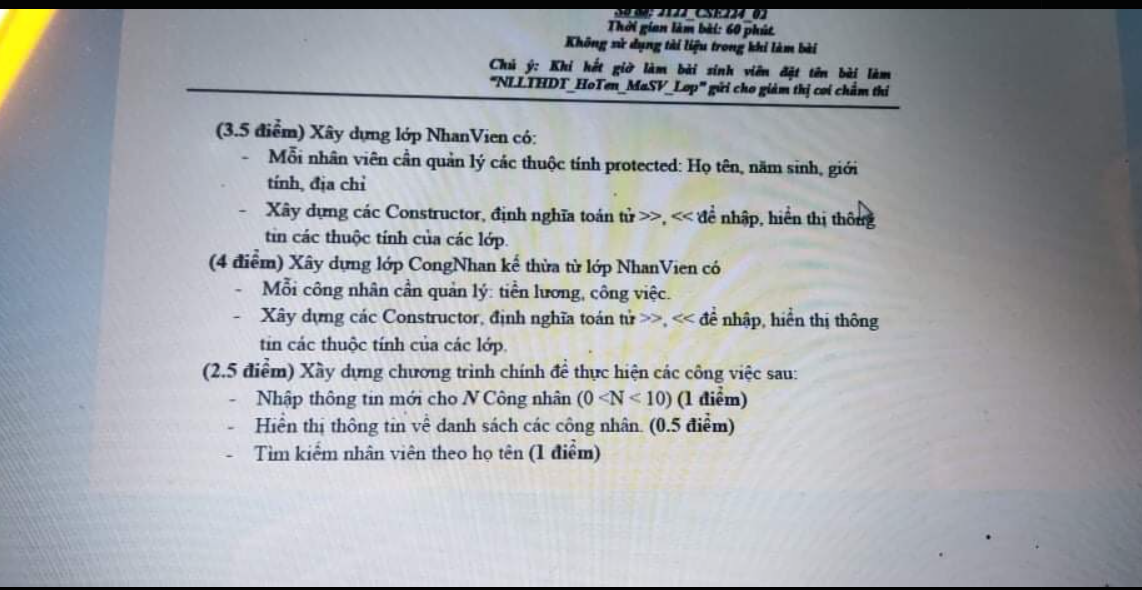 Thời gian làm bài: 60 phút.
Không sử dụng tài liệu trong khi làm bài
Chú ý: Khi hết giờ làm bài sinh viên đặt tên bài làm
"NLLTHDT_HoTen_MaSV_Lop" gửi cho giám thị coi chấm thi
(3.5 điểm) Xây dựng lớp NhanVien có:
- Mỗi nhân viên cần quản lý các thuộc tính protected: Họ tên, năm sinh, giới
tính, địa chỉ
- Xây dựng các Constructor, định nghĩa toán tử >>, << để nhập, hiển thị thông
tin các thuộc tính của các lớp.
(4 điểm) Xây dựng lớp CongNhan kế thừa từ lớp NhanVien có
- Mỗi công nhân cần quản lý: tiền lương, công việc.
- Xây dựng các Constructor, định nghĩa toán tử >>, << để nhập, hiển thị thông
tin các thuộc tính của các lớp.
(2.5 điểm) Xây dựng chương trình chính để thực hiện các công việc sau:
- Nhập thông tin mới cho N Công nhân (0 <N < 10) (1 điểm)
- Hiển thị thông tin về danh sách các công nhân. (0.5 điểm)
- Tìm kiếm nhân viên theo họ tên (1 điểm)